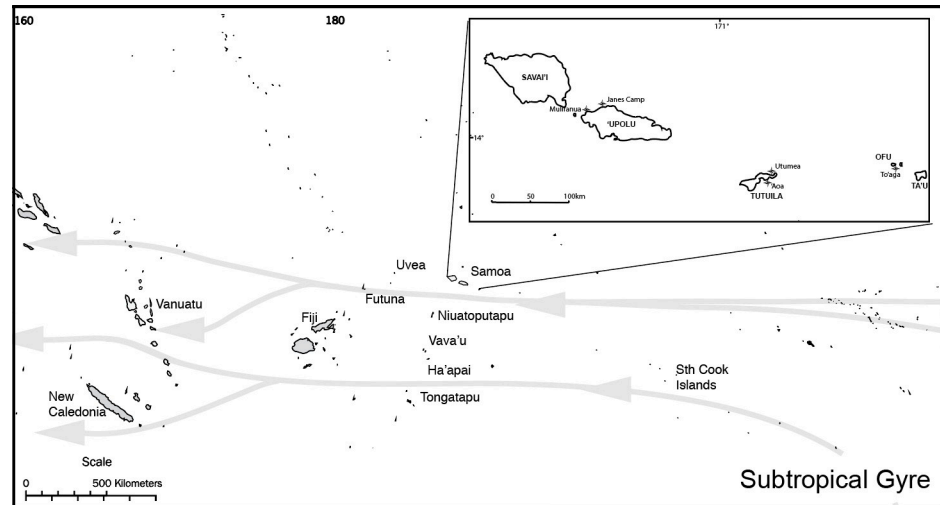 160
180
171
SAVAI'I
Janes Camp
Mulifanua
'UPOLU
14
Utumea
OFU
To'aga
'Aoa
TA'U
TUTUILA
0 50 100km
Uvea
Samoa
Futuna
Vanuatu
Niuatoputapu
Fiji
Vava'u
Ha'apai
Sth Cook
Islands
New
Caledonia
Tongatapu
Scale
0 500 Kilometers
Subtropical Gyre